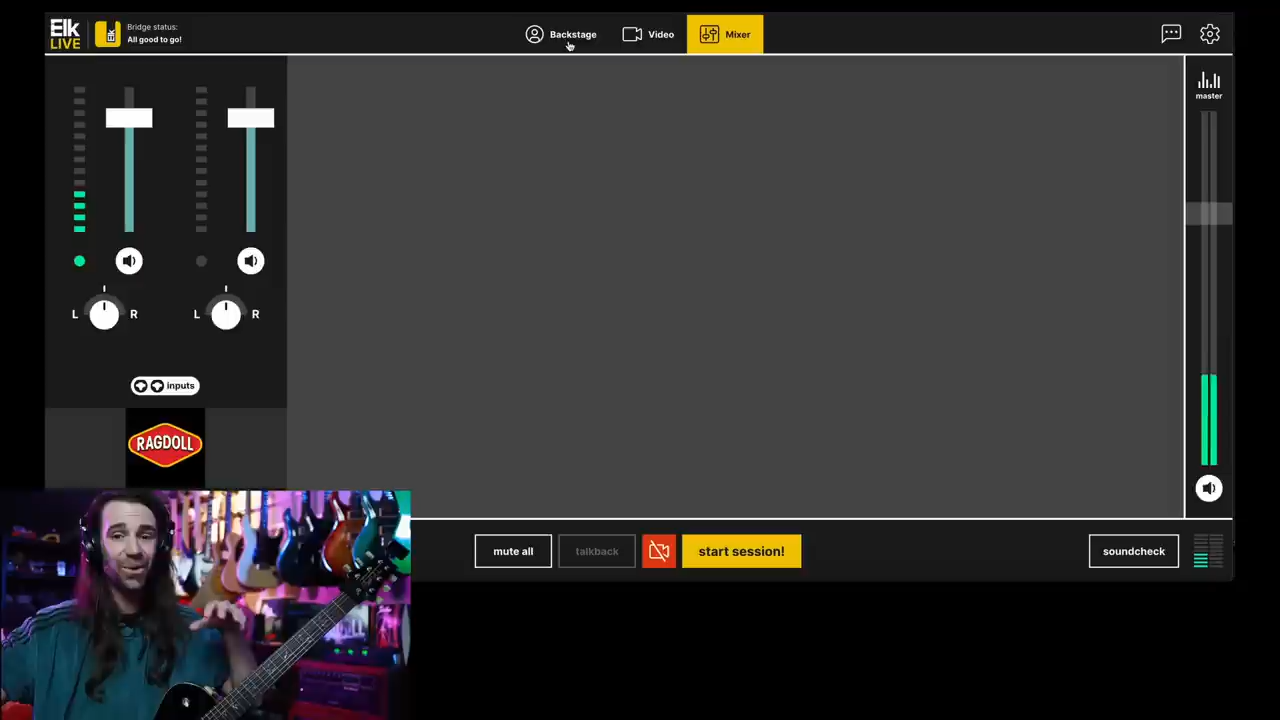 Elk
LIVE
Bridge status:
All good to go!
Backstage
Video
Mixer
master
L R
L R
inputs
RAGDOLL
mute all
talkback
start session!
soundcheck